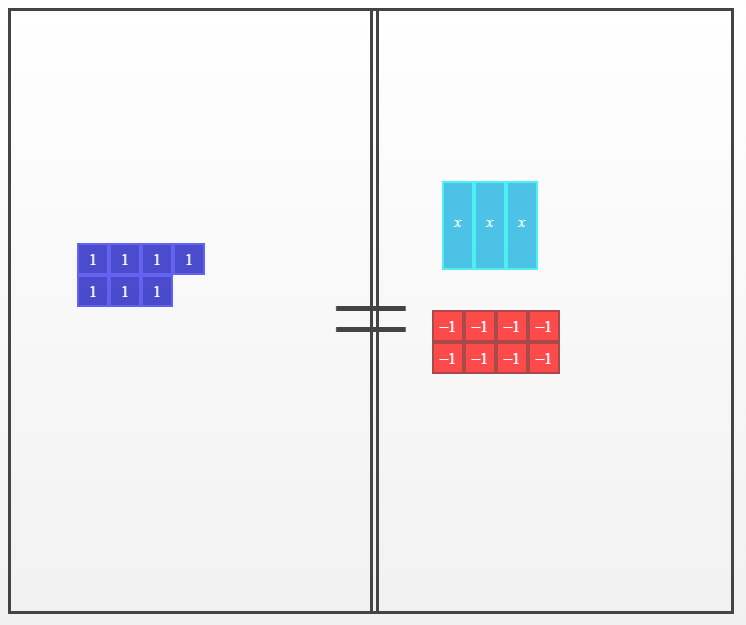 1 1 1 1
1 1 1
=
x x x
−1 −1 −1 −1
−1 −1 −1 −1